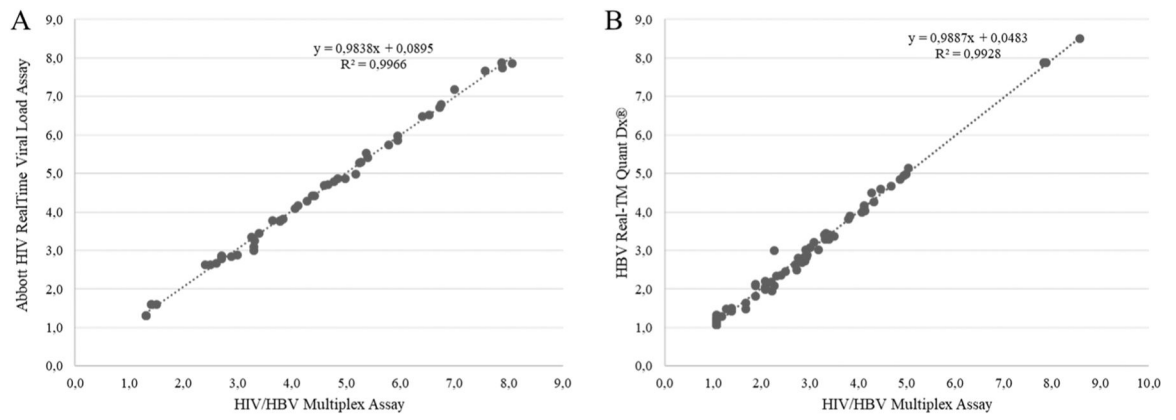 A
9,0
8,0
7,0
6,0
5,0
4,0
3,0
2,0
1,0
0,0
Abbott HIV RealTime Viral Load Assay
y = 0,9838x + 0,0895
R² = 0,9966
0,0 1,0 2,0 3,0 4,0 5,0 6,0 7,0 8,0 9,0
HIV/HBV Multiplex Assay
B
9,0
8,0
7,0
6,0
5,0
4,0
3,0
2,0
1,0
0,0
HBV Real-TM Quant Dx®
y = 0,9887x + 0,0483
R² = 0,9928
0,0 1,0 2,0 3,0 4,0 5,0 6,0 7,0 8,0 9,0 10,0
HIV/HBV Multiplex Assay